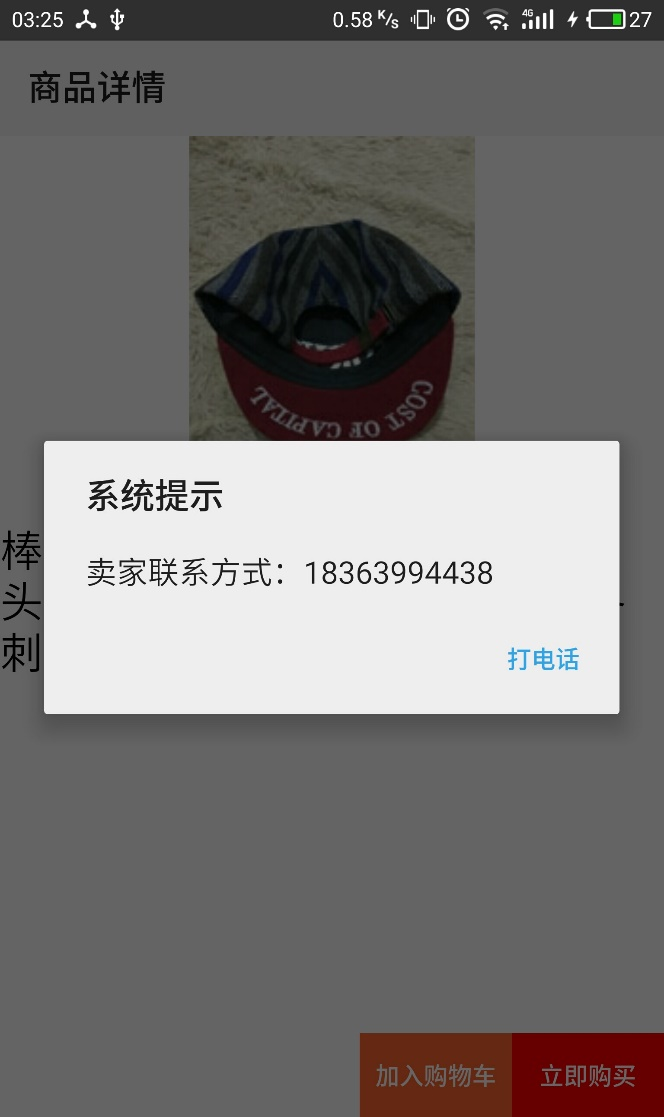 03:25
0.58 K/s 4G 27
商品详情
COST OF CAPITAL
系统提示
棒
卖家联系方式：18363994438
头
刺
打电话
加入购物车
立即购买